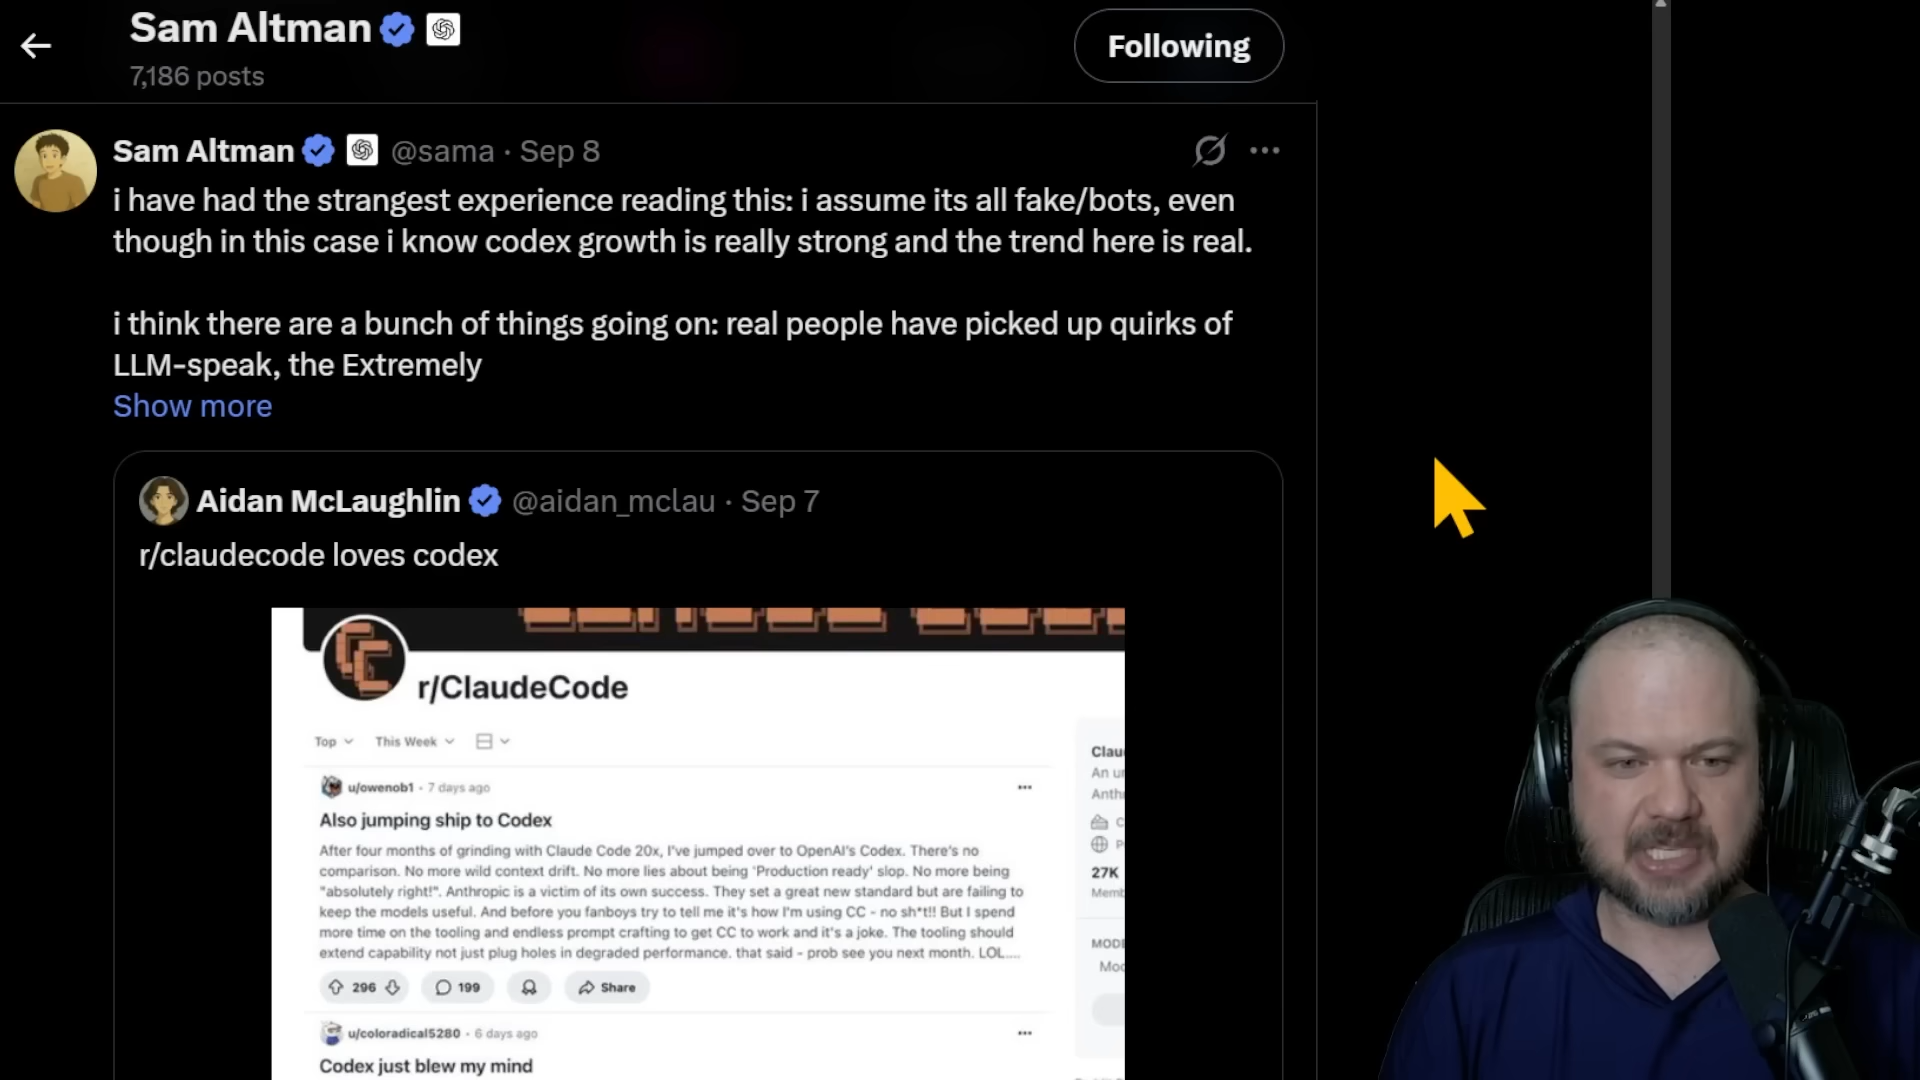 Sam Altman
7,186 posts
Following
Sam Altman @sama · Sep 8
i have had the strangest experience reading this: i assume its all fake/bots, even
though in this case i know codex growth is really strong and the trend here is real.
i think there are a bunch of things going on: real people have picked up quirks of
LLM-speak, the Extremely
Show more
Aidan McLaughlin @aidan_mclau · Sep 7
r/claudecode loves codex
r/ClaudeCode
Top This Week
u/owenob1 · 7 days ago
Also jumping ship to Codex
After four months of grinding with Claude Code 20x, I've jumped over to OpenAI's Codex. There's no
comparison. No more wild context drift. No more lies about being 'Production ready' slop. No more being
"absolutely right!". Anthropic is a victim of its own success. They set a great new standard but are failing to
keep the models useful. And before you fanboys try to tell me it's how I'm using CC - no sh*t!! But I spend
more time on the tooling and endless prompt crafting to get CC to work and it's a joke. The tooling should
extend capability not just plug holes in degraded performance. that said - prob see you next month. LOL....
296 199 Share
u/coloradical5280 · 6 days ago
Codex just blew my mind
Clau
An u
Anth
C
P
27K
Memb
MODE
Moc